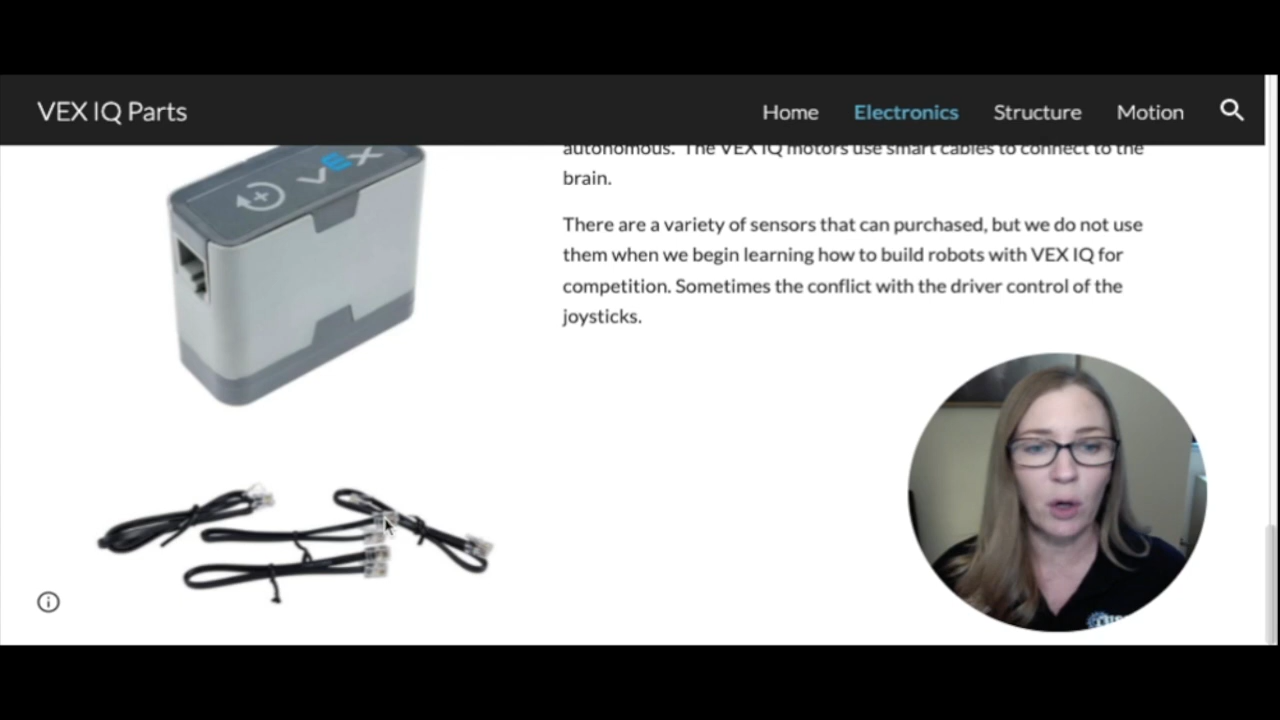 VEX IQ Parts
Home Electronics Structure Motion
VEX
autonomous. The VEX IQ motors use smart cables to connect to the
brain.
There are a variety of sensors that can purchased, but we do not use
them when we begin learning how to build robots with VEX IQ for
competition. Sometimes the conflict with the driver control of the
joysticks.